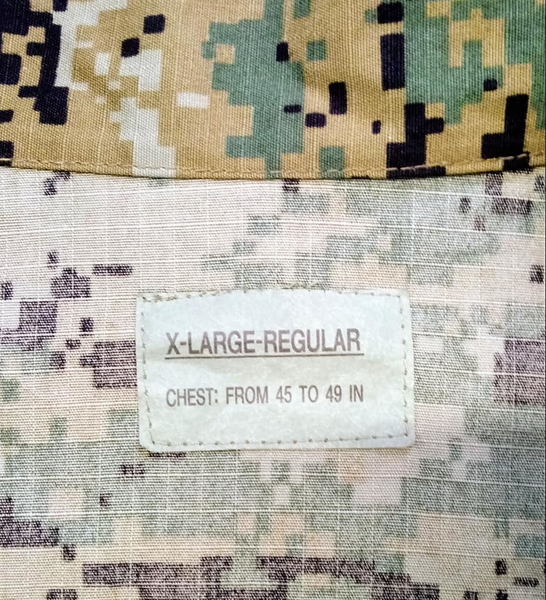 X-LARGE-REGULAR
CHEST: FROM 45 TO 49 IN